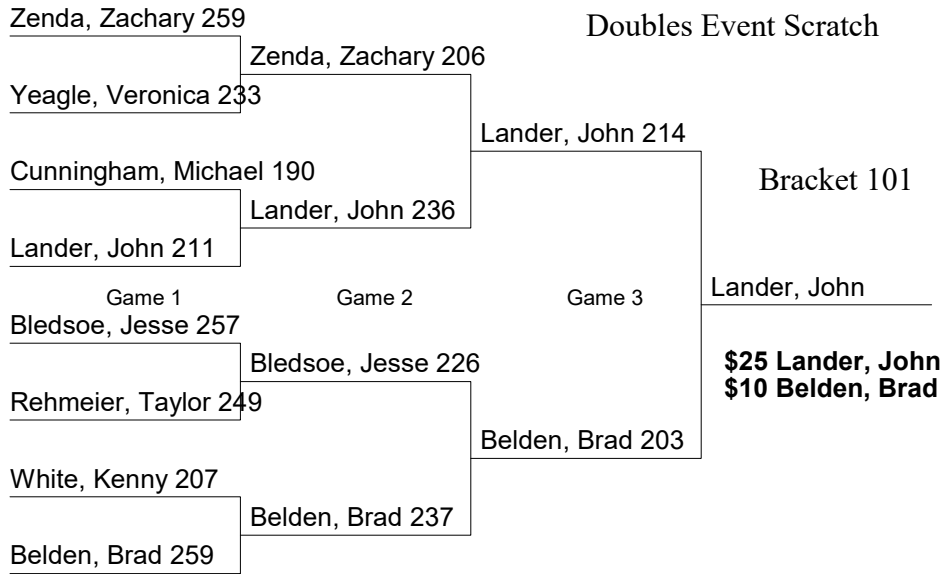 Zenda, Zachary 259
Doubles Event Scratch
Zenda, Zachary 206
Yeagle, Veronica 233
Lander, John 214
Cunningham, Michael 190
Bracket 101
Lander, John 236
Lander, John 211
Game 1
Game 2
Game 3
Lander, John
Bledsoe, Jesse 257
Bledsoe, Jesse 226
$25 Lander, John
$10 Belden, Brad
Rehmeier, Taylor 249
Belden, Brad 203
White, Kenny 207
Belden, Brad 237
Belden, Brad 259